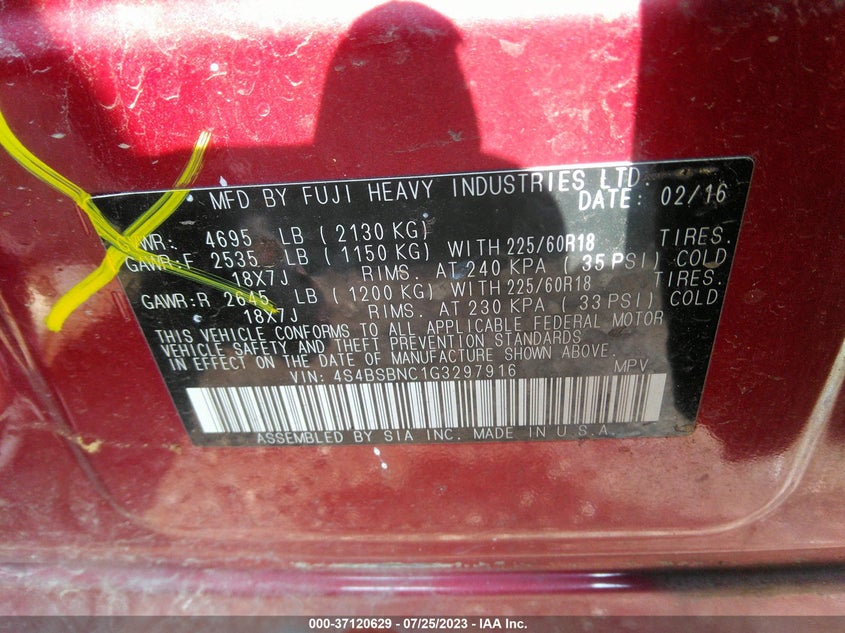 MFD BY FUJI HEAVY INDUSTRIES LTD.
DATE: 02/16
GVWR: 4695 LB ( 2130 KG)
GAWR:F 2535 LB ( 1150 KG) WITH 225/60R18 TIRES.
18X7J RIMS. AT 240 KPA ( 35 PSI) COLD
GAWR:R 2645 LB ( 1200 KG) WITH 225/60R18 TIRES.
18X7J RIMS. AT 230 KPA ( 33 PSI) COLD
THIS VEHICLE CONFORMS TO ALL APPLICABLE FEDERAL MOTOR
VEHICLE SAFETY AND THEFT PREVENTION STANDARDS
IN EFFECT ON THE DATE OF MANUFACTURE SHOWN ABOVE.
VIN: 4S4BSBNC1G3297916 MPV
ASSEMBLED BY SIA INC. MADE IN U.S.A.
000-37120629 - 07/25/2023 - IAA Inc.